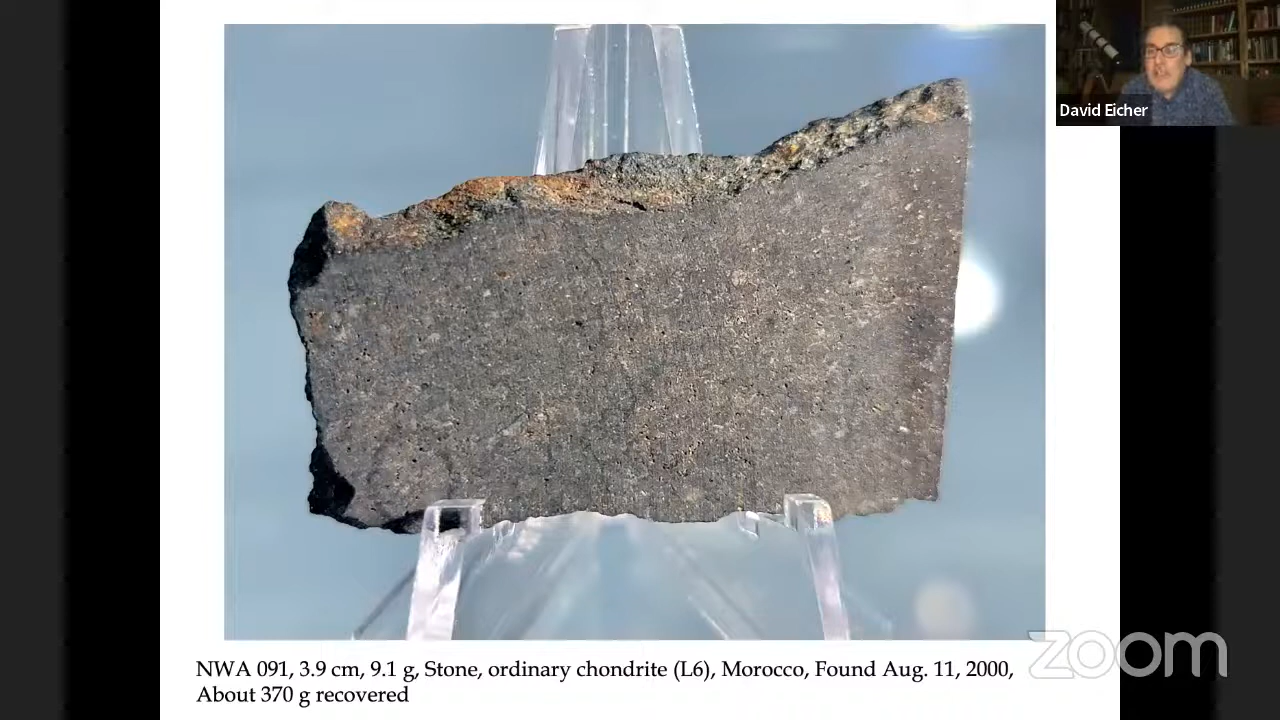 David Eicher
NWA 091, 3.9 cm, 9.1 g, Stone, ordinary chondrite (L6), Morocco, Found Aug. 11, 2000,
About 370 g recovered
zoom